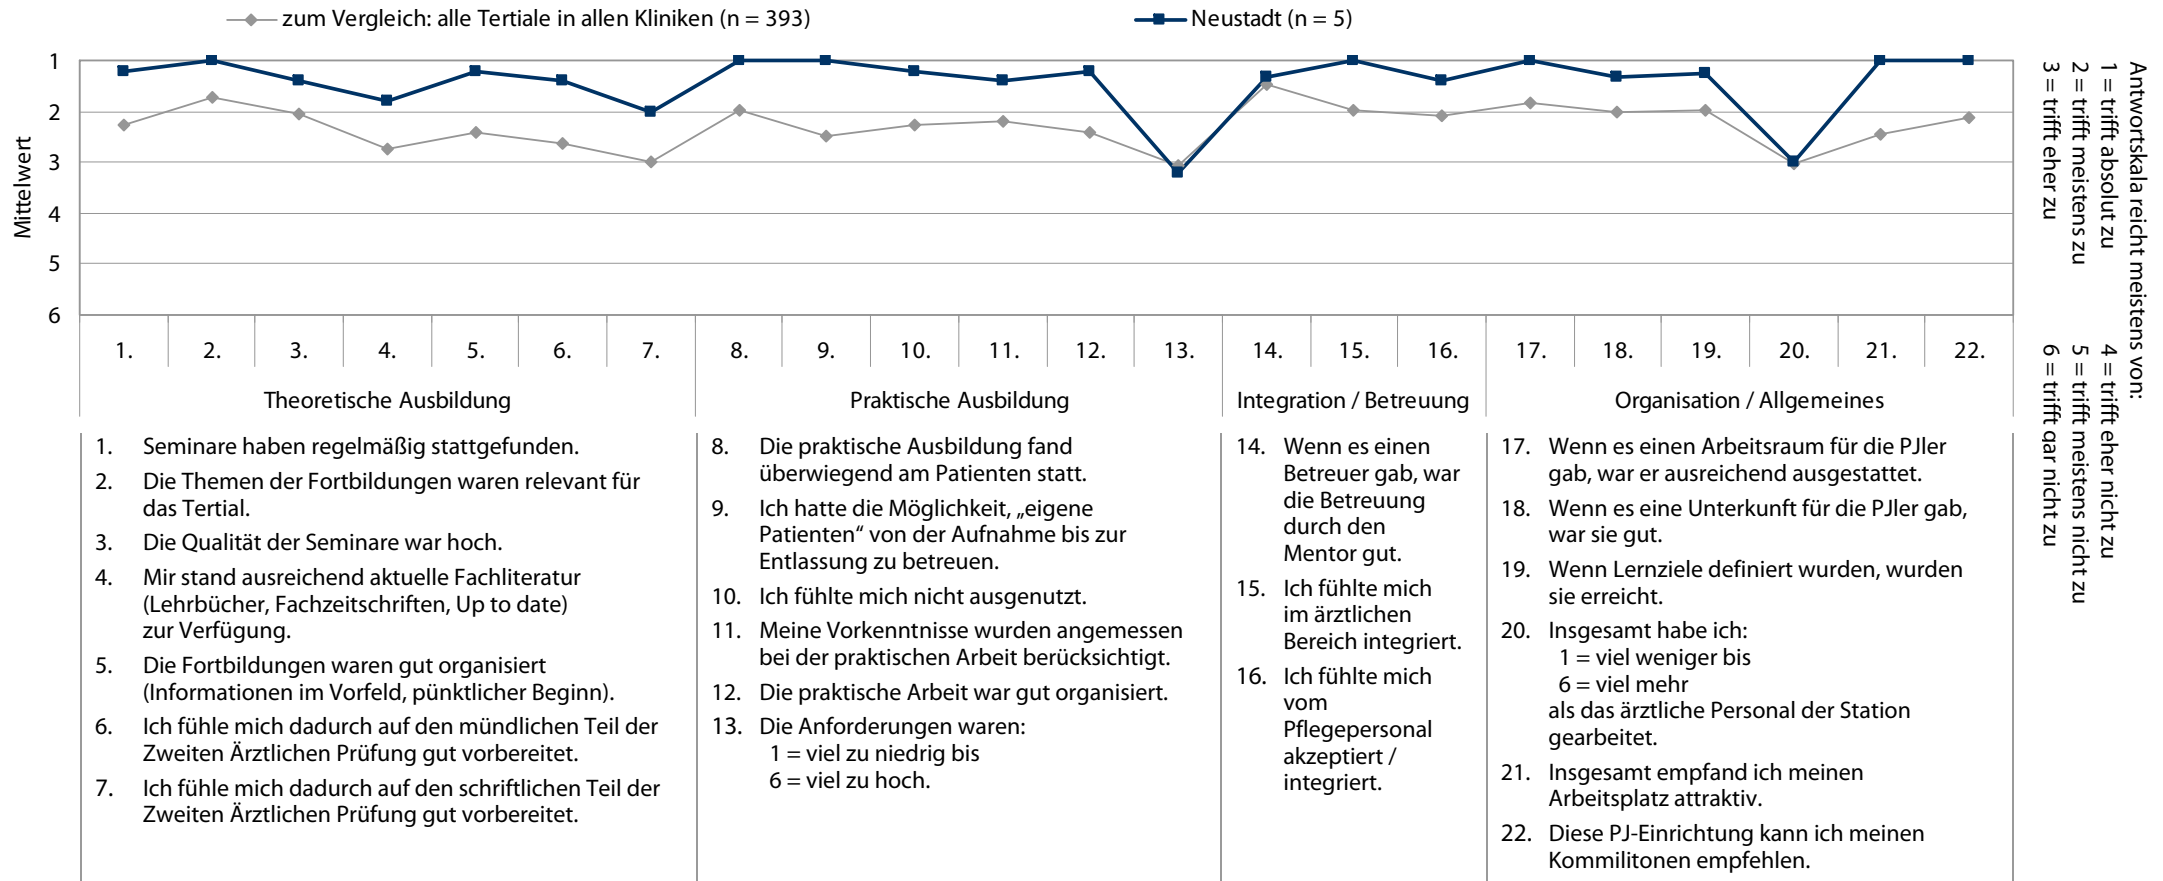 zum Vergleich: alle Tertiale in allen Kliniken (n = 393)
Neustadt (n = 5)
Mittelwert
1
2
3
4
5
6
1.
2.
3.
4.
5.
6.
7.
8.
9.
10.
11.
12.
13.
14.
15.
16.
17.
18.
19.
20.
21.
22.
Theoretische Ausbildung
Praktische Ausbildung
Integration / Betreuung
Organisation / Allgemeines
1. Seminare haben regelmäßig stattgefunden.
2. Die Themen der Fortbildungen waren relevant für
das Tertial.
3. Die Qualität der Seminare war hoch.
4. Mir stand ausreichend aktuelle Fachliteratur
(Lehrbücher, Fachzeitschriften, Up to date)
zur Verfügung.
5. Die Fortbildungen waren gut organisiert
(Informationen im Vorfeld, pünktlicher Beginn).
6. Ich fühle mich dadurch auf den mündlichen Teil der
Zweiten Ärztlichen Prüfung gut vorbereitet.
7. Ich fühle mich dadurch auf den schriftlichen Teil der
Zweiten Ärztlichen Prüfung gut vorbereitet.
8. Die praktische Ausbildung fand
überwiegend am Patienten statt.
9. Ich hatte die Möglichkeit, „eigene
Patienten“ von der Aufnahme bis zur
Entlassung zu betreuen.
10. Ich fühlte mich nicht ausgenutzt.
11. Meine Vorkenntnisse wurden angemessen
bei der praktischen Arbeit berücksichtigt.
12. Die praktische Arbeit war gut organisiert.
13. Die Anforderungen waren:
1 = viel zu niedrig bis
6 = viel zu hoch.
14. Wenn es einen
Betreuer gab, war
die Betreuung
durch den
Mentor gut.
15. Ich fühlte mich
im ärztlichen
Bereich integriert.
16. Ich fühlte mich
vom
Pflegepersonal
akzeptiert /
integriert.
17. Wenn es einen Arbeitsraum für die PJler
gab, war er ausreichend ausgestattet.
18. Wenn es eine Unterkunft für die PJler gab,
war sie gut.
19. Wenn Lernziele definiert wurden, wurden
sie erreicht.
20. Insgesamt habe ich:
1 = viel weniger bis
6 = viel mehr
als das ärztliche Personal der Station
gearbeitet.
21. Insgesamt empfand ich meinen
Arbeitsplatz attraktiv.
22. Diese PJ-Einrichtung kann ich meinen
Kommilitonen empfehlen.
Antwortskala reicht meistens von:
1 = trifft absolut zu
2 = trifft meistens zu
3 = trifft eher zu
4 = trifft eher nicht zu
5 = trifft meistens nicht zu
6 = trifft gar nicht zu